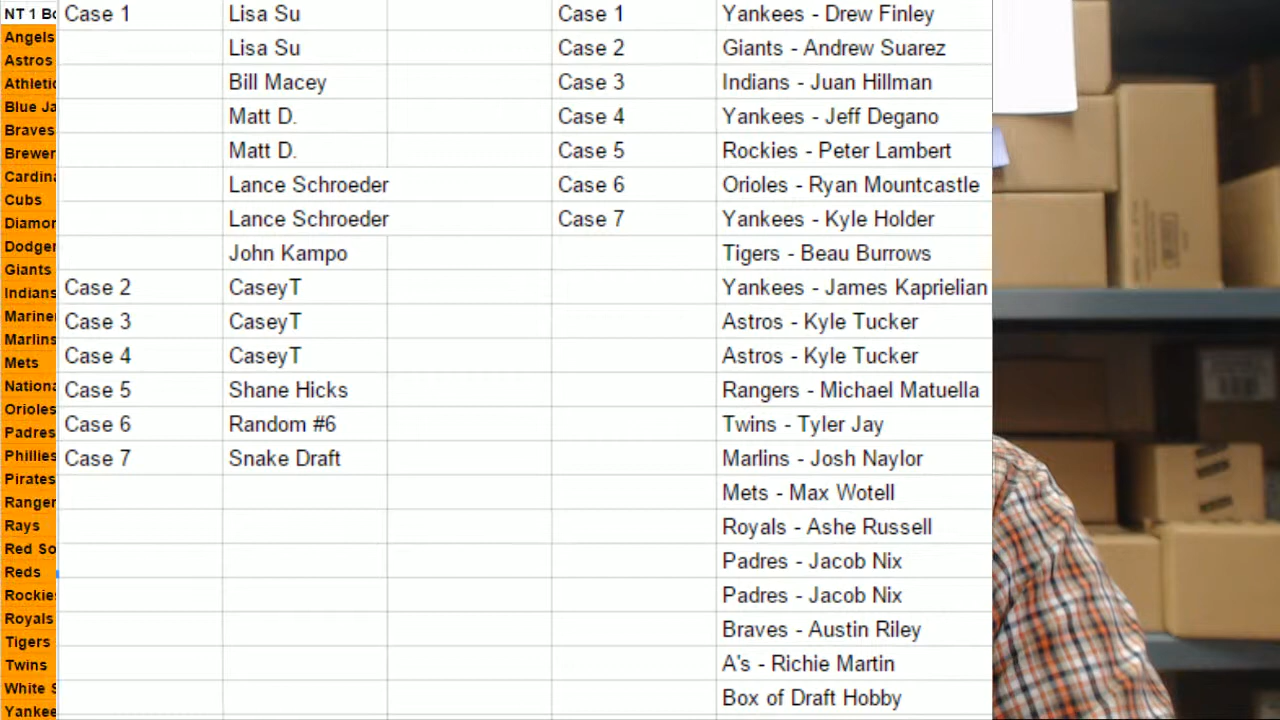 NT 1 Bo
Angels
Astros
Athletic
Blue Ja
Braves
Brewer
Cardina
Cubs
Diamor
Dodger
Giants
Indians
Mariner
Marlins
Mets
Nationa
Orioles
Padres
Phillies
Pirates
Ranger
Rays
Red So
Reds
Rockies
Royals
Tigers
Twins
White S
Yankee
Case 1 Lisa Su Case 1 Yankees - Drew Finley
Lisa Su Case 2 Giants - Andrew Suarez
Bill Macey Case 3 Indians - Juan Hillman
Matt D. Case 4 Yankees - Jeff Degano
Matt D. Case 5 Rockies - Peter Lambert
Lance Schroeder Case 6 Orioles - Ryan Mountcastle
Lance Schroeder Case 7 Yankees - Kyle Holder
John Kampo Tigers - Beau Burrows
Case 2 CaseyT Yankees - James Kaprielian
Case 3 CaseyT Astros - Kyle Tucker
Case 4 CaseyT Astros - Kyle Tucker
Case 5 Shane Hicks Rangers - Michael Matuella
Case 6 Random #6 Twins - Tyler Jay
Case 7 Snake Draft Marlins - Josh Naylor
Mets - Max Wotell
Royals - Ashe Russell
Padres - Jacob Nix
Padres - Jacob Nix
Braves - Austin Riley
A's - Richie Martin
Box of Draft Hobby